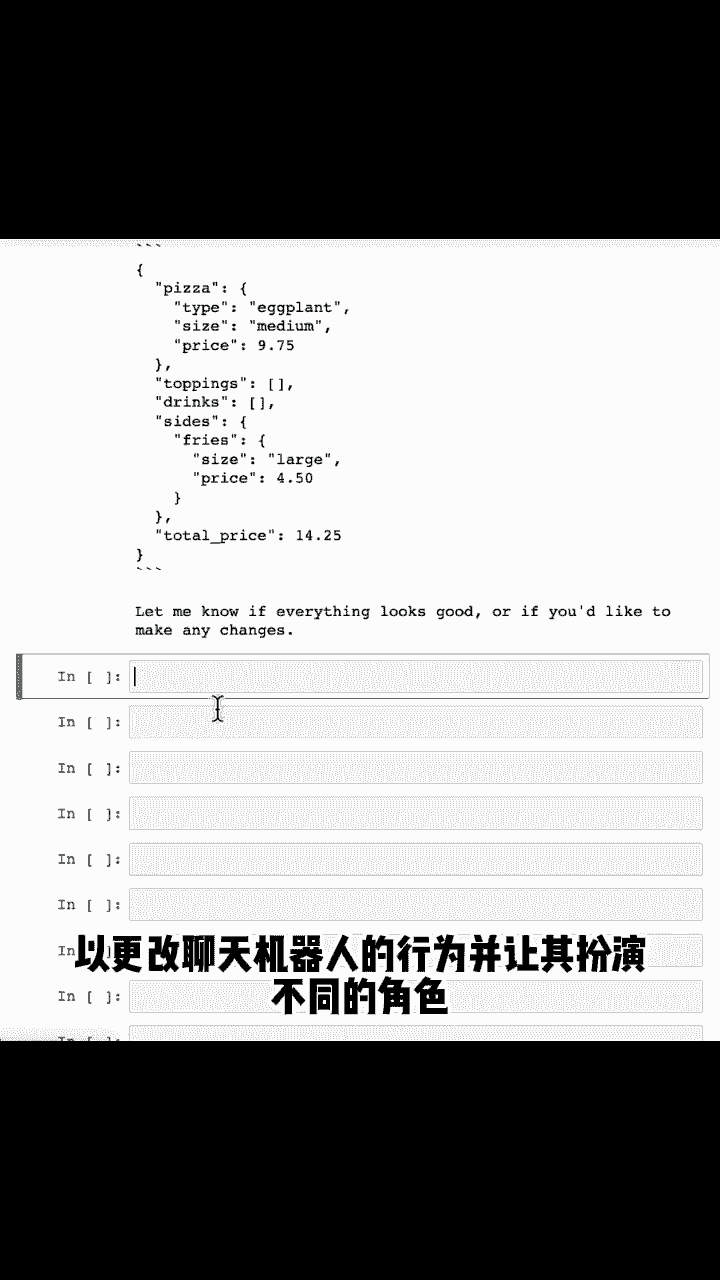 ```
{
  "pizza": {
    "type": "eggplant",
    "size": "medium",
    "price": 9.75
  },
  "toppings": [],
  "drinks": [],
  "sides": {
    "fries": {
      "size": "large",
      "price": 4.50
    }
  },
  "total_price": 14.25
}
```
Let me know if everything looks good, or if you'd like to
make any changes.
In [ ]:
In [ ]:
In [ ]:
In [ ]:
In [ ]:
In [ ]:
In
以更改聊天机器人的行为并让其扮演
不同的角色
In [ ]:
In [ ]: